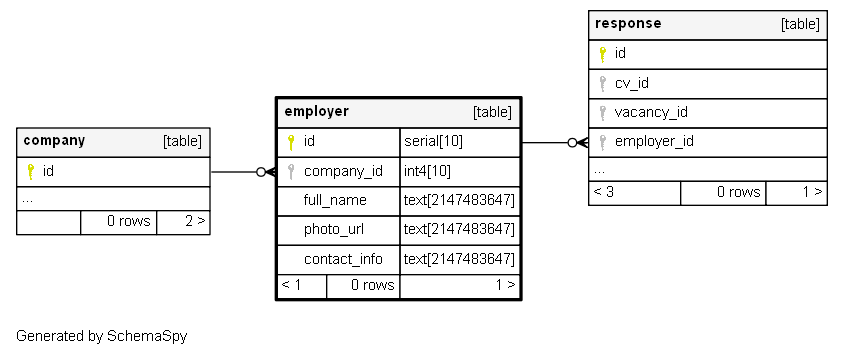 company [table]
id
...
0 rows 2 >
employer [table]
id serial[10]
company_id int4[10]
full_name text[2147483647]
photo_url text[2147483647]
contact_info text[2147483647]
< 1 0 rows 1 >
response [table]
id
cv_id
vacancy_id
employer_id
...
< 3 0 rows 1 >
Generated by SchemaSpy